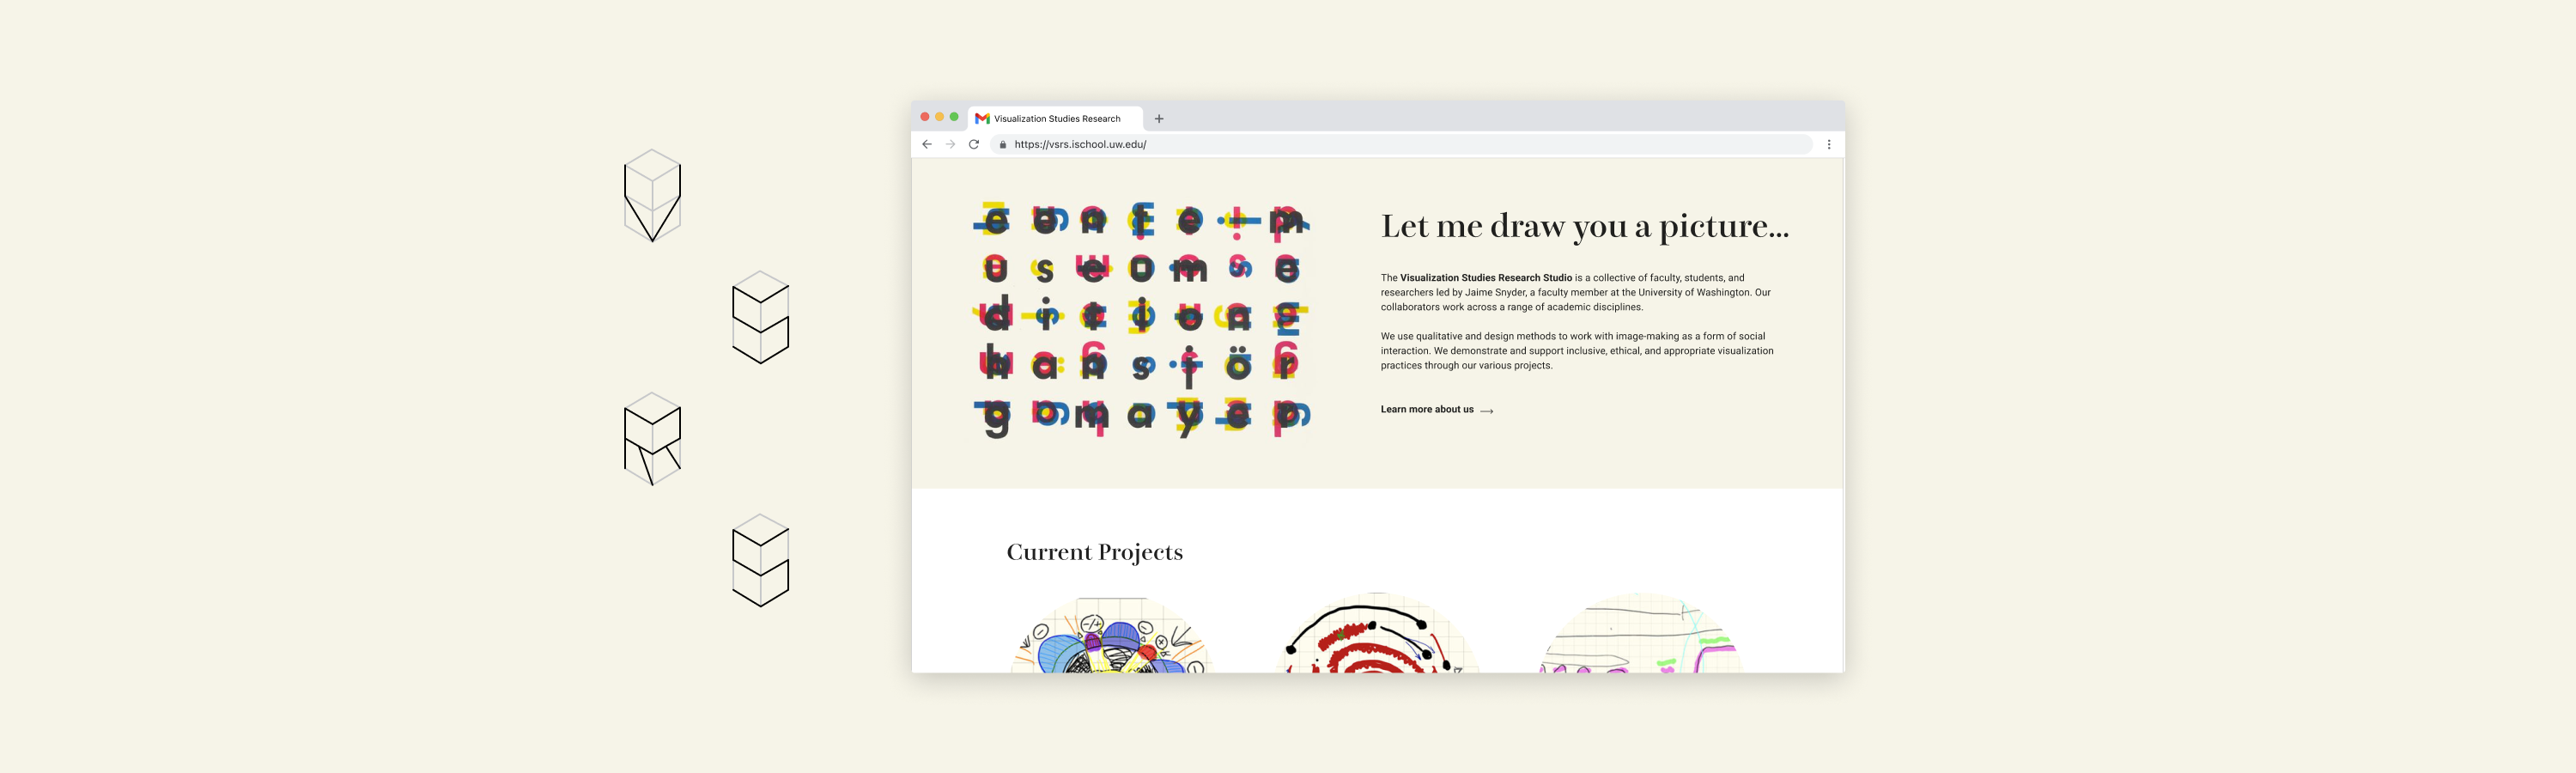 V
S
R
S
Visualization Studies Research
https://vsrs.ischool.uw.edu/
u s e o m s e
h a n s t ö r
g o m a y e p
Let me draw you a picture...
The Visualization Studies Research Studio is a collective of faculty, students, and
researchers led by Jaime Snyder, a faculty member at the University of Washington. Our
collaborators work across a range of academic disciplines.
We use qualitative and design methods to work with image-making as a form of social
interaction. We demonstrate and support inclusive, ethical, and appropriate visualization
practices through our various projects.
Learn more about us →
Current Projects